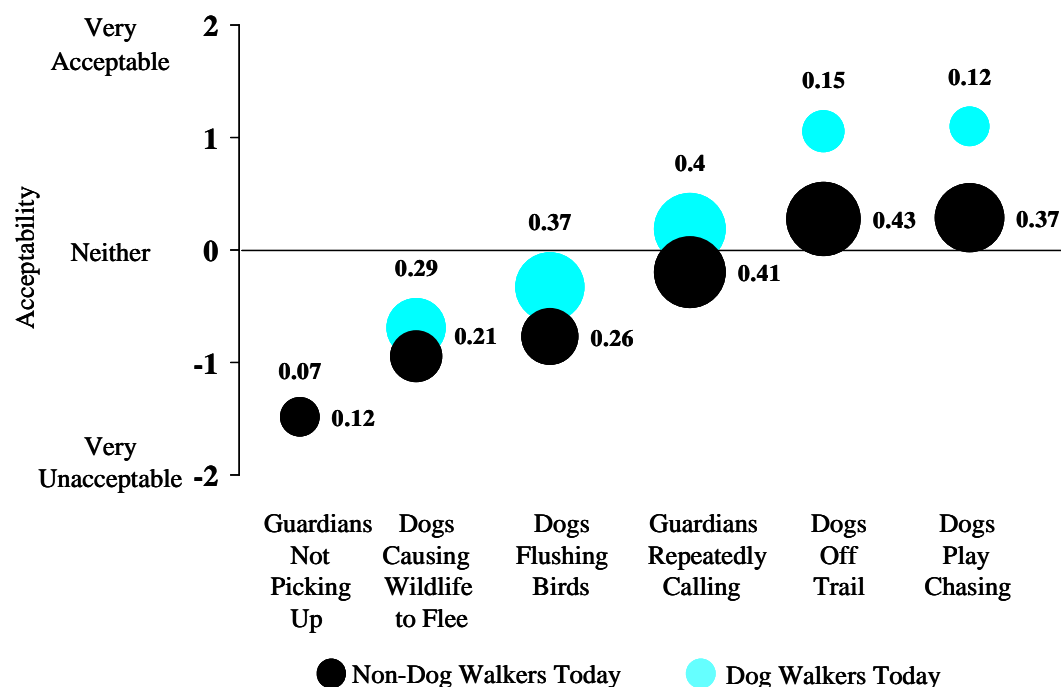 Very
Acceptable
2
0.15
0.12
1
0.4
0.43
0.37
0.37
Acceptability
Neither
0
0.29
0.41
0.21
0.26
-1
0.07
0.12
Very
Unacceptable
-2
Guardians
Not
Picking
Up
Dogs
Causing
Wildlife
to Flee
Dogs
Flushing
Birds
Guardians
Repeatedly
Calling
Dogs
Off
Trail
Dogs
Play
Chasing
Non-Dog Walkers Today
Dog Walkers Today